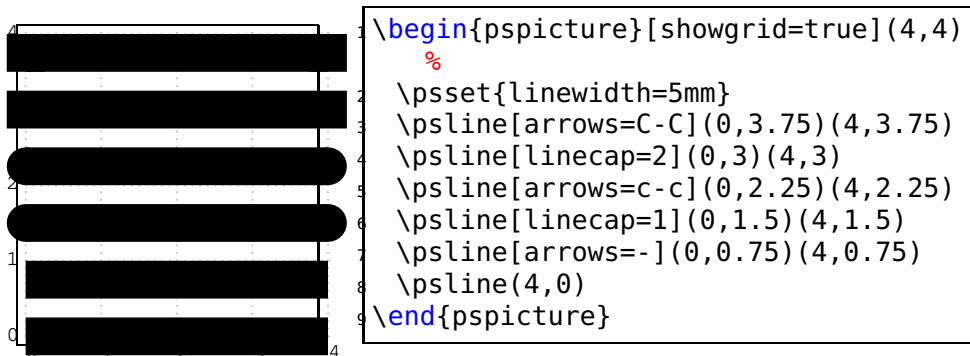 4
2
1
0
4
1 \begin{pspicture}[showgrid=true](4,4)
%
2 \psset{linewidth=5mm}
3 \psline[arrows=C-C](0,3.75)(4,3.75)
4 \psline[linecap=2](0,3)(4,3)
5 \psline[arrows=c-c](0,2.25)(4,2.25)
6 \psline[linecap=1](0,1.5)(4,1.5)
7 \psline[arrows=-](0,0.75)(4,0.75)
8 \psline(4,0)
9 \end{pspicture}